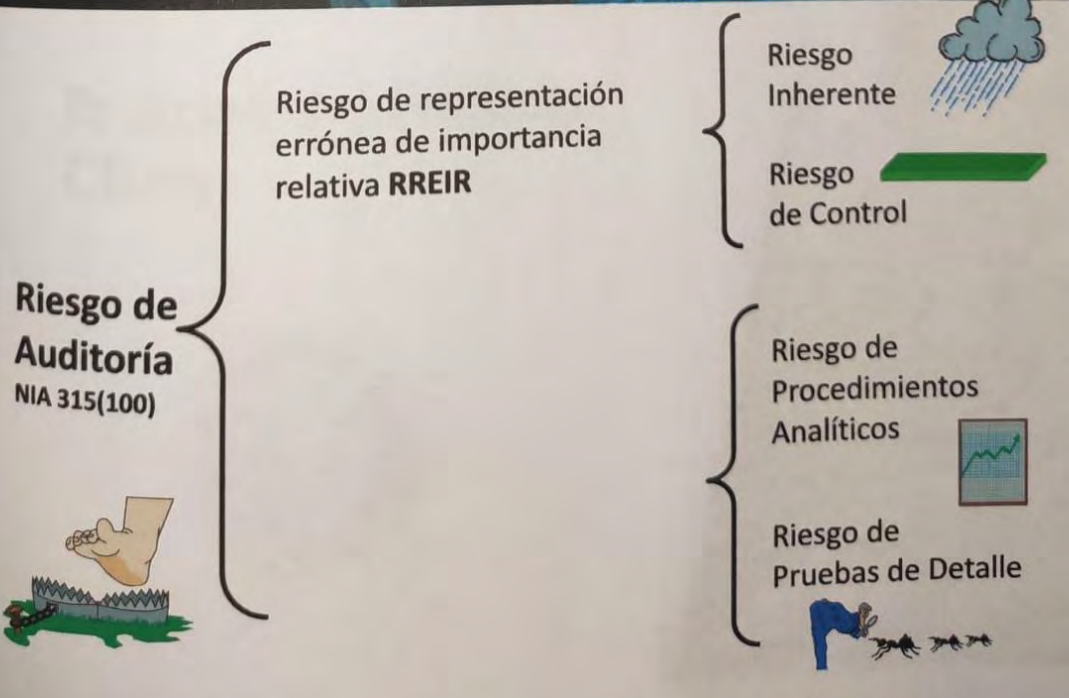 Riesgo de
Auditoría
NIA 315(100)
Riesgo de representación
errónea de importancia
relativa RREIR
Riesgo
Inherente
Riesgo
de Control
Riesgo de
Procedimientos
Analíticos
Riesgo de
Pruebas de Detalle